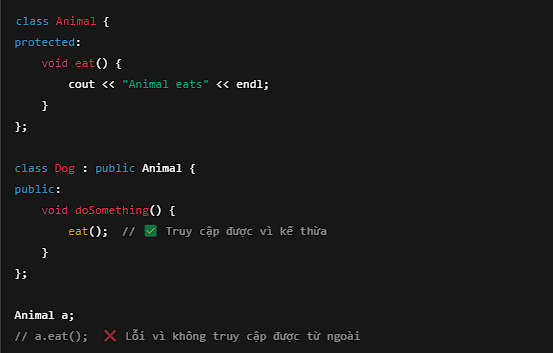 class Animal {
protected:
    void eat() {
        cout << "Animal eats" << endl;
    }
};

class Dog : public Animal {
public:
    void doSomething() {
        eat();  // ✅ Truy cập được vì kế thừa
    }
};

Animal a;
// a.eat();  ❌ Lỗi vì không truy cập được từ ngoài